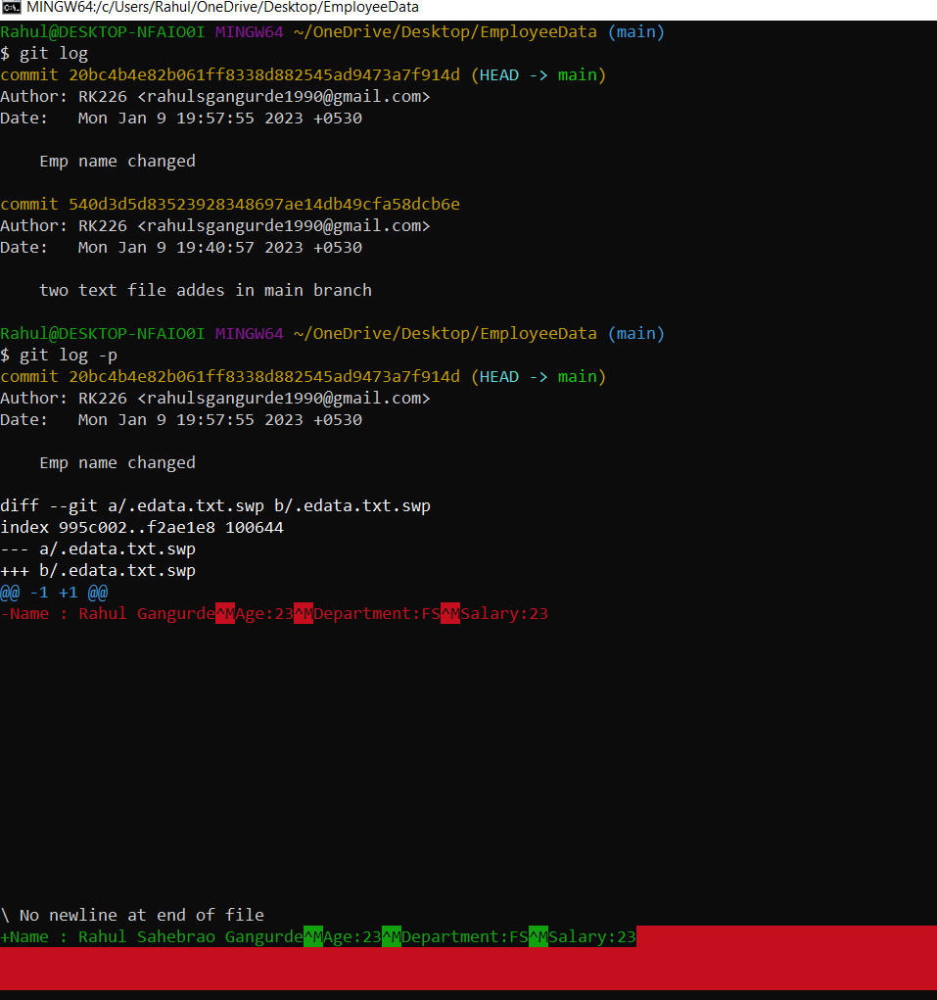 MINGW64:/c/Users/Rahul/OneDrive/Desktop/EmployeeData
Rahul@DESKTOP-NFAIO0I MINGW64 ~/OneDrive/Desktop/EmployeeData (main)
$ git log
commit 20bc4b4e82b061ff8338d882545ad9473a7f914d (HEAD -> main)
Author: RK226 <rahulsgangurde1990@gmail.com>
Date:   Mon Jan 9 19:57:55 2023 +0530
Emp name changed
commit 540d3d5d83523928348697ae14db49cfa58dcb6e
Author: RK226 <rahulsgangurde1990@gmail.com>
Date:   Mon Jan 9 19:40:57 2023 +0530
two text file addes in main branch
Rahul@DESKTOP-NFAIO0I MINGW64 ~/OneDrive/Desktop/EmployeeData (main)
$ git log -p
commit 20bc4b4e82b061ff8338d882545ad9473a7f914d (HEAD -> main)
Author: RK226 <rahulsgangurde1990@gmail.com>
Date:   Mon Jan 9 19:57:55 2023 +0530
Emp name changed
diff --git a/.edata.txt.swp b/.edata.txt.swp
index 995c002..f2ae1e8 100644
--- a/.edata.txt.swp
+++ b/.edata.txt.swp
@@ -1 +1 @@
-Name : Rahul Gangurde^MAge:23^MDepartment:FS^MSalary:23
\ No newline at end of file
+Name : Rahul Sahebrao Gangurde^MAge:23^MDepartment:FS^MSalary:23